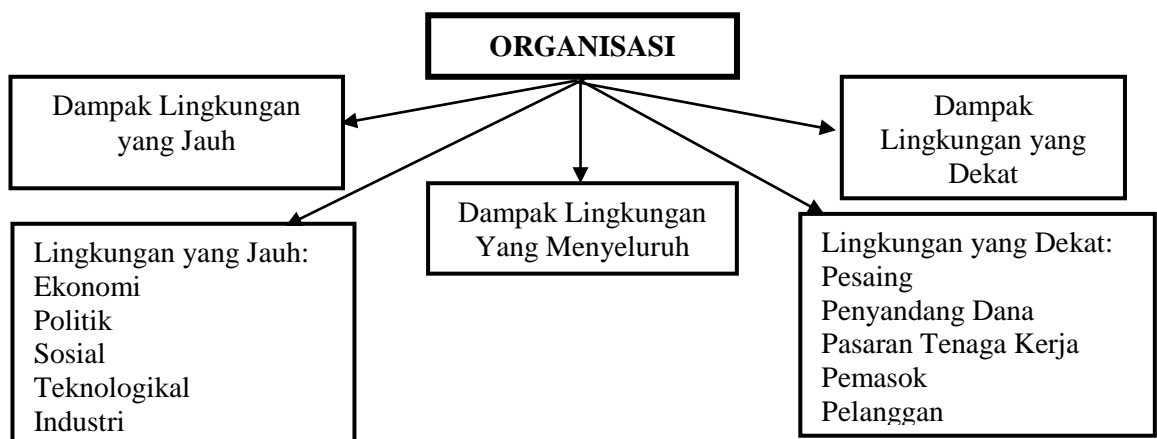 ORGANISASI
Dampak Lingkungan
yang Jauh
Dampak
Lingkungan yang
Dekat
Dampak Lingkungan
Yang Menyeluruh
Lingkungan yang Jauh:
Ekonomi
Politik
Sosial
Teknologikal
Industri
Lingkungan yang Dekat:
Pesaing
Penyandang Dana
Pasaran Tenaga Kerja
Pemasok
Pelanggan